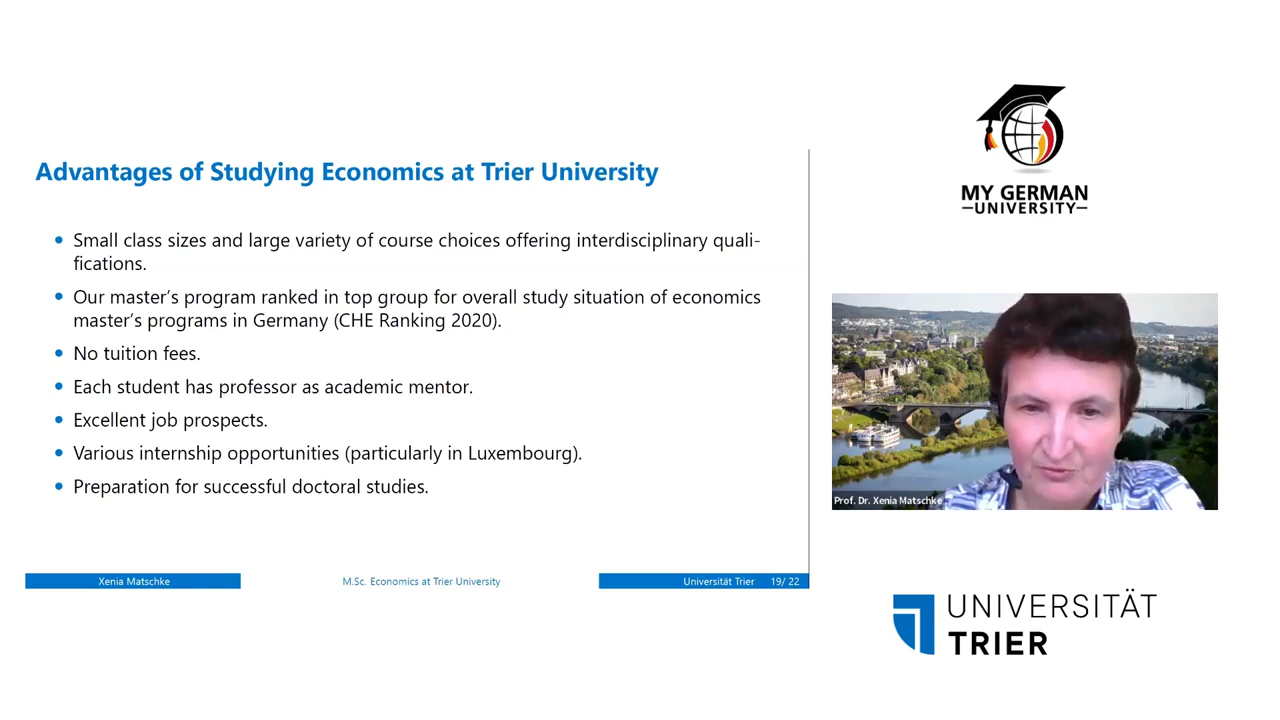 Advantages of Studying Economics at Trier University
Small class sizes and large variety of course choices offering interdisciplinary quali-
fications.
Our master's program ranked in top group for overall study situation of economics
master's programs in Germany (CHE Ranking 2020).
No tuition fees.
Each student has professor as academic mentor.
Excellent job prospects.
Various internship opportunities (particularly in Luxembourg).
Preparation for successful doctoral studies.
Xenia Matschke
M.Sc. Economics at Trier University
Universität Trier 19/ 22
MY GERMAN
–UNIVERSITY–
Prof. Dr. Xenia Matschke
UNIVERSITÄT
TRIER